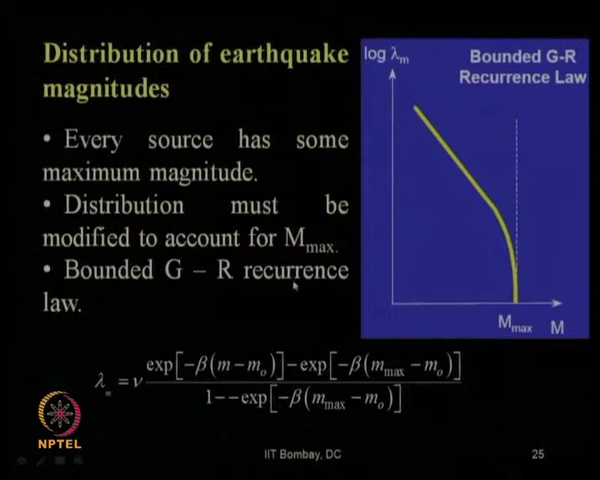 Distribution of earthquake
magnitudes
• Every source has some
maximum magnitude.
• Distribution must be
modified to account for Mmax.
• Bounded G – R recurrence
law.
log λm
Bounded G-R
Recurrence Law
Mmax M
λm = ν exp[−β(m−mo)]−exp[−β(mmax−mo)]
1−−exp[−β(mmax−mo)]
NPTEL
IIT Bombay, DC
25